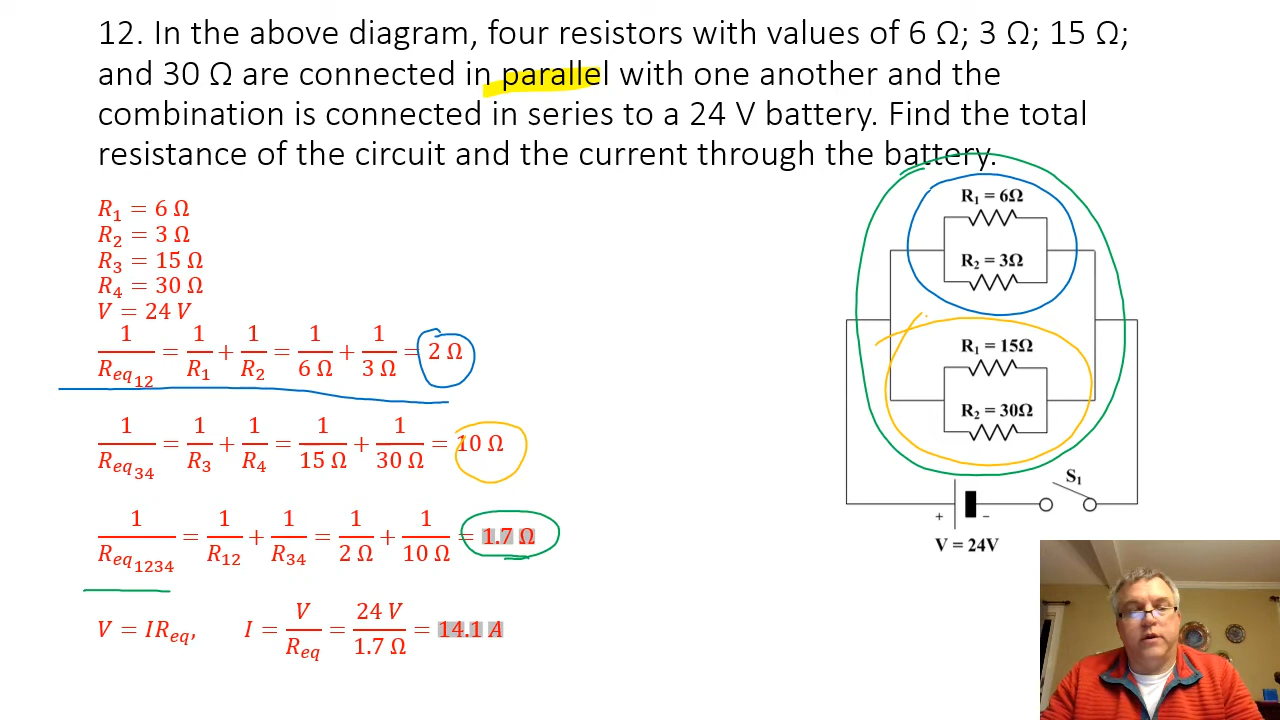 12. In the above diagram, four resistors with values of 6 Ω; 3 Ω; 15 Ω;
and 30 Ω are connected in parallel with one another and the
combination is connected in series to a 24 V battery. Find the total
resistance of the circuit and the current through the battery.
R₁ = 6 Ω
R₂ = 3 Ω
R₃ = 15 Ω
R₄ = 30 Ω
V = 24 V
1/R_eq₁₂ = 1/R₁ + 1/R₂ = 1/6 Ω + 1/3 Ω = 2 Ω
1/R_eq₃₄ = 1/R₃ + 1/R₄ = 1/15 Ω + 1/30 Ω = 10 Ω
1/R_eq₁₂₃₄ = 1/R₁₂ + 1/R₃₄ = 1/2 Ω + 1/10 Ω = 1.7 Ω
V = IR_eq, I = V/R_eq = 24 V/1.7 Ω = 14.1 A
R₁ = 6Ω
R₂ = 3Ω
R₁ = 15Ω
R₂ = 30Ω
S₁
+ −
V = 24V